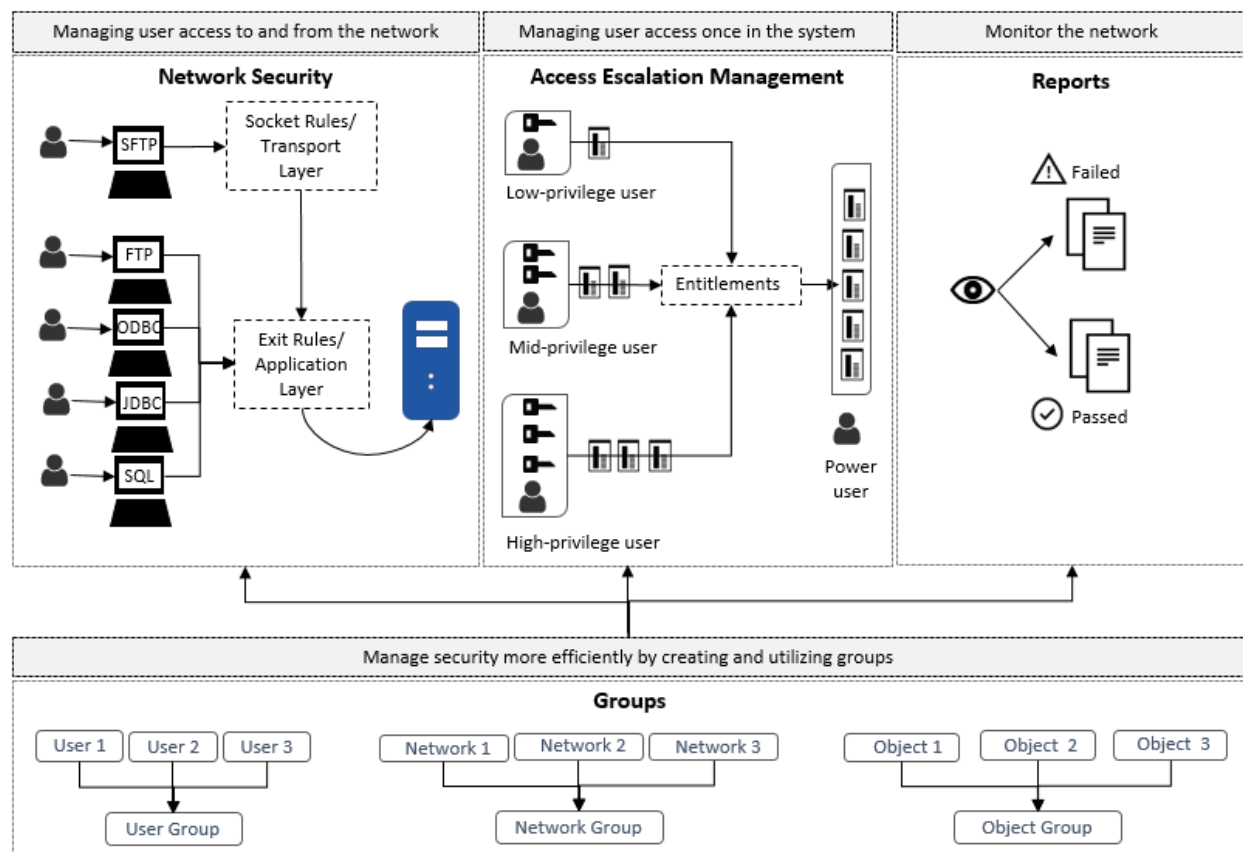 Managing user access to and from the network
Managing user access once in the system
Monitor the network
Network Security
SFTP
Socket Rules/
Transport
Layer
FTP
ODBC
JDBC
SQL
Exit Rules/
Application
Layer
Access Escalation Management
Low-privilege user
Mid-privilege user
High-privilege user
Entitlements
Power
user
Reports
Failed
Passed
Manage security more efficiently by creating and utilizing groups
Groups
User 1
User 2
User 3
User Group
Network 1
Network 2
Network 3
Network Group
Object 1
Object 2
Object 3
Object Group